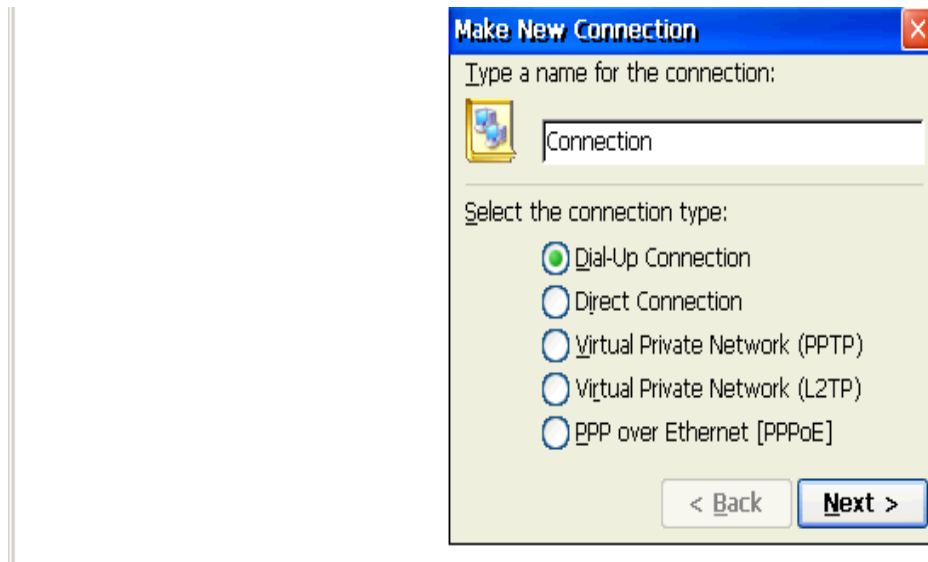 Make New Connection
Type a name for the connection:
Connection
Select the connection type:
Dial-Up Connection
Direct Connection
Virtual Private Network (PPTP)
Virtual Private Network (L2TP)
PPP over Ethernet [PPPoE]
< Back Next >